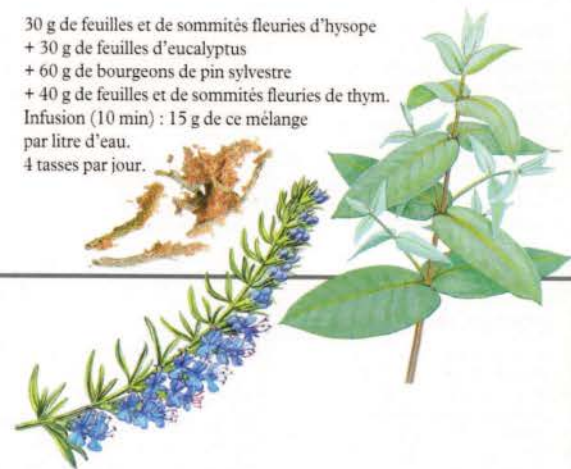 30 g de feuilles et de sommités fleuries d’hysope
+ 30 g de feuilles d’eucalyptus
+ 60 g de bourgeons de pin sylvestre
+ 40 g de feuilles et de sommités fleuries de thym.
Infusion (10 min) : 15 g de ce mélange
par litre d’eau.
4 tasses par jour.